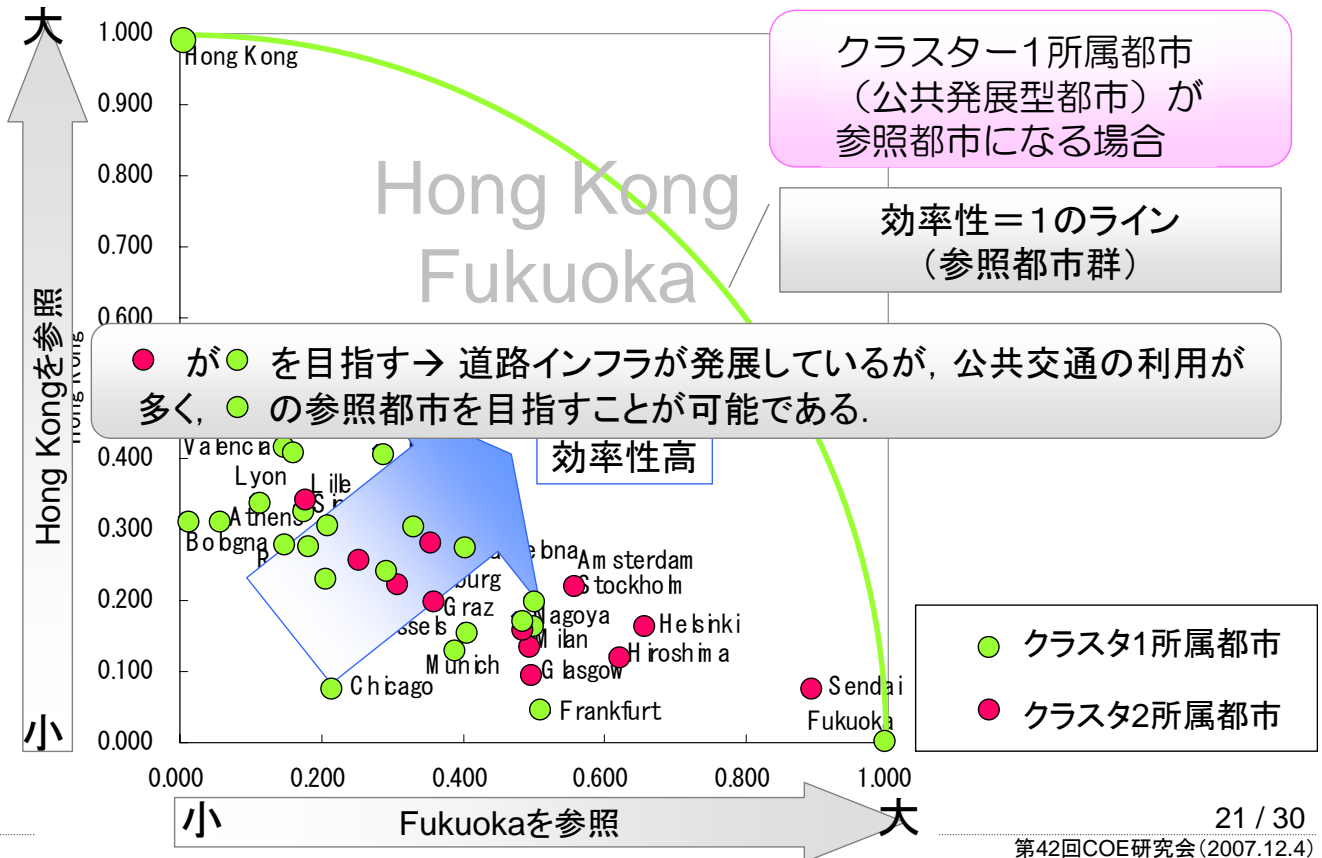 大
1.000
Hong Kong
クラスター1所属都市
（公共発展型都市）が
参照都市になる場合
0.900
0.800
Hong Kong
Fukuoka
効率性＝1のライン
（参照都市群）
0.700
0.600
Hong Kongを参照
● が● を目指す→ 道路インフラが発展しているが, 公共交通の利用が
多く, ● の参照都市を目指すことが可能である.
効率性高
Valencia
0.400
Lyon
Lille
Athens
0.300
Bologna
Amsterdam
Stockholm
0.200
Graz
Nagoya
Helsinki
Milan
Hiroshima
Munich
Glasgow
0.100
Chicago
Sendai
Frankfurt
Fukuoka
小
0.000
クラスタ1所属都市
クラスタ2所属都市
0.000 0.200 0.400 0.600 0.800 1.000
小 Fukuokaを参照 大
21 / 30
第42回COE研究会(2007.12.4)